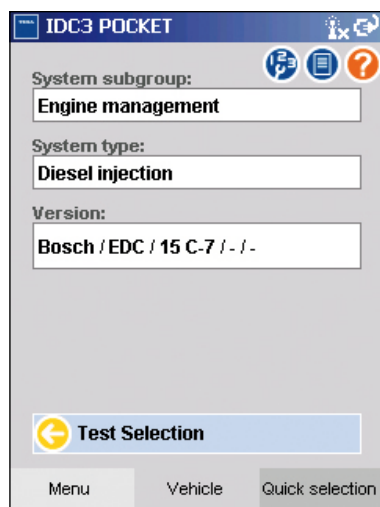 TEXA IDC3 POCKET
System subgroup:
Engine management
System type:
Diesel injection
Version:
Bosch / EDC / 15 C-7 / - / -
Test Selection
Menu Vehicle Quick selection